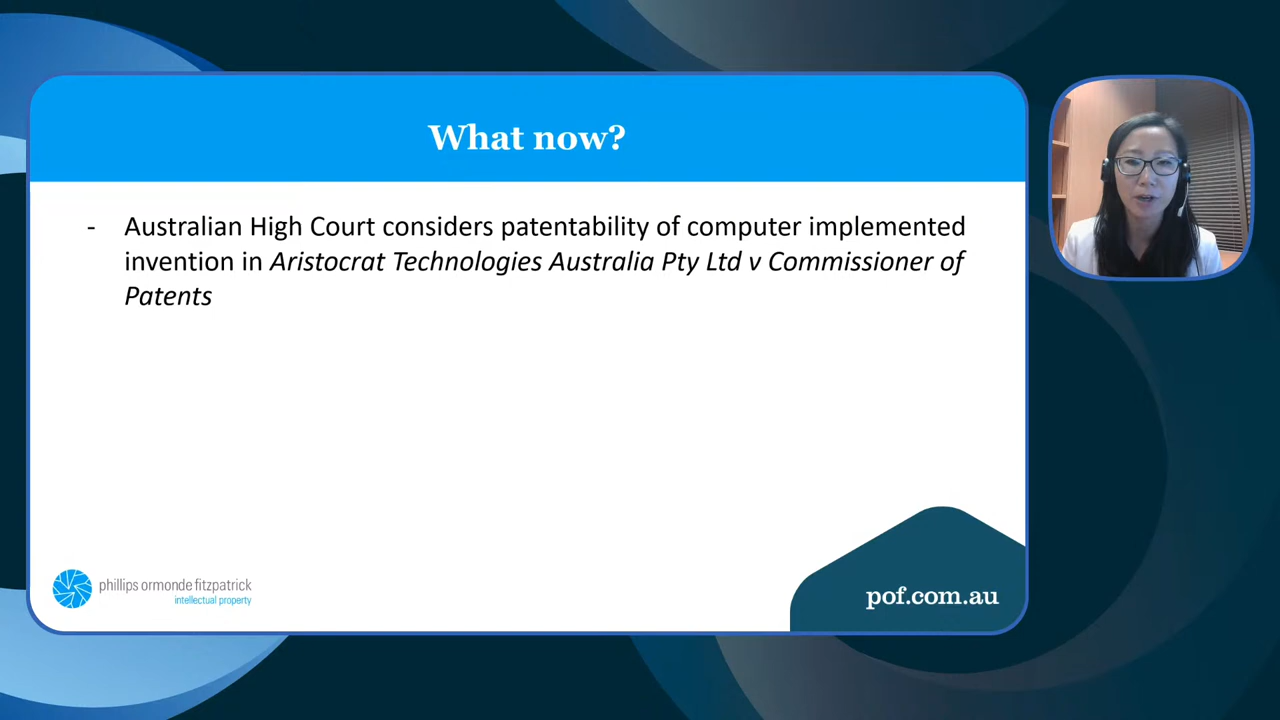 What now?
- Australian High Court considers patentability of computer implemented
invention in Aristocrat Technologies Australia Pty Ltd v Commissioner of
Patents
phillips ormonde fitzpatrick
intellectual property
pof.com.au